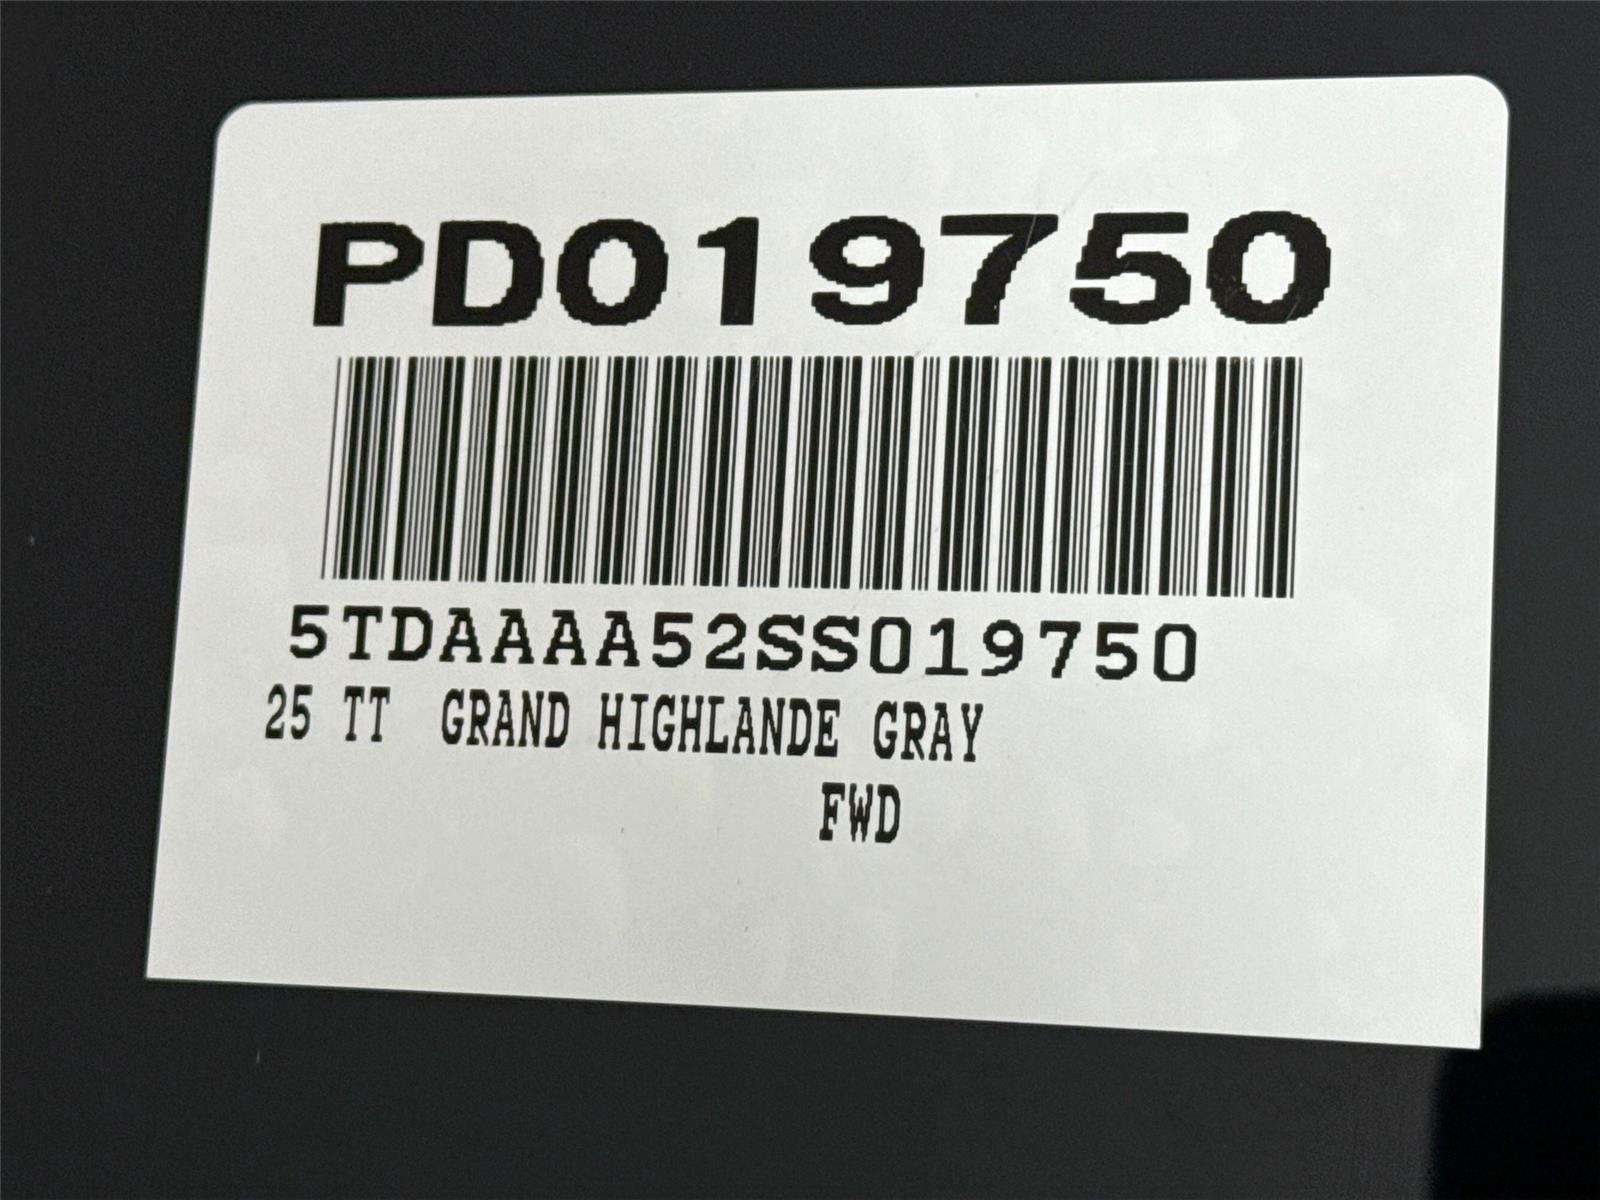 PD019750
5TDAAAA52SS019750
25 TT GRAND HIGHLANDE GRAY
FWD